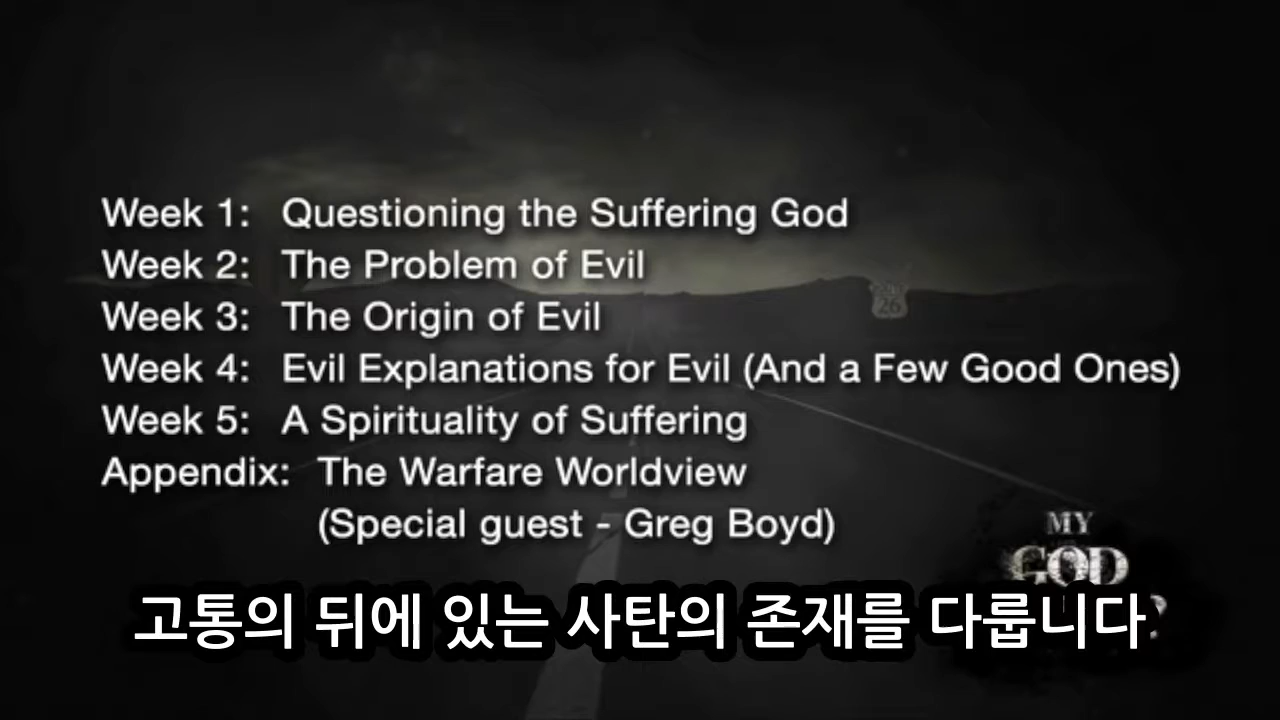 Week 1: Questioning the Suffering God
Week 2: The Problem of Evil
Week 3: The Origin of Evil
26
Week 4: Evil Explanations for Evil (And a Few Good Ones)
Week 5: A Spirituality of Suffering
Appendix: The Warfare Worldview
(Special guest - Greg Boyd)
MY
GOD
고통의 뒤에 있는 사탄의 존재를 다룹니다